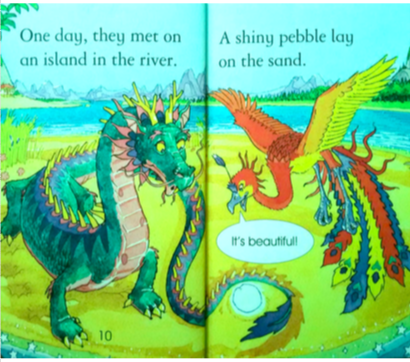 One day, they met on
an island in the river.
A shiny pebble lay
on the sand.
It's beautiful!
10